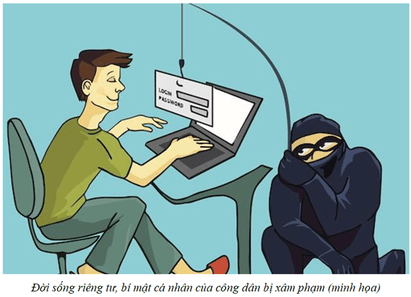 LOGIN
PASSWORD
Đời sống riêng tư, bí mật cá nhân của công dân bị xâm phạm (minh họa)